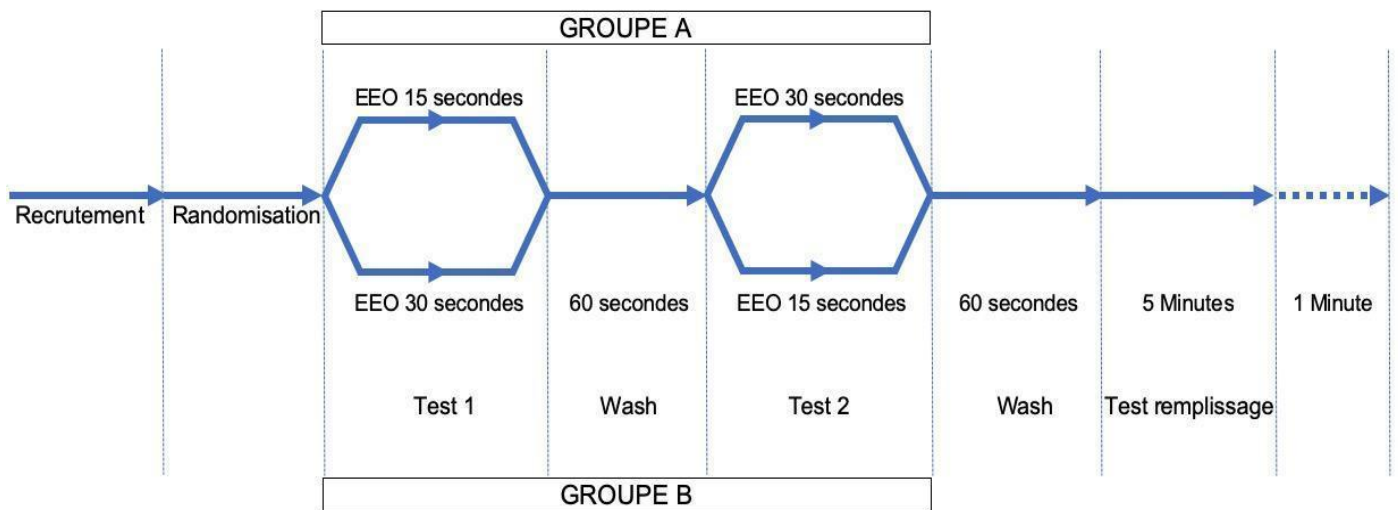 GROUPE A
EEO 15 secondes
EEO 30 secondes
Recrutement
Randomisation
EEO 30 secondes
60 secondes
EEO 15 secondes
60 secondes
5 Minutes
1 Minute
Test 1
Wash
Test 2
Wash
Test remplissage
GROUPE B